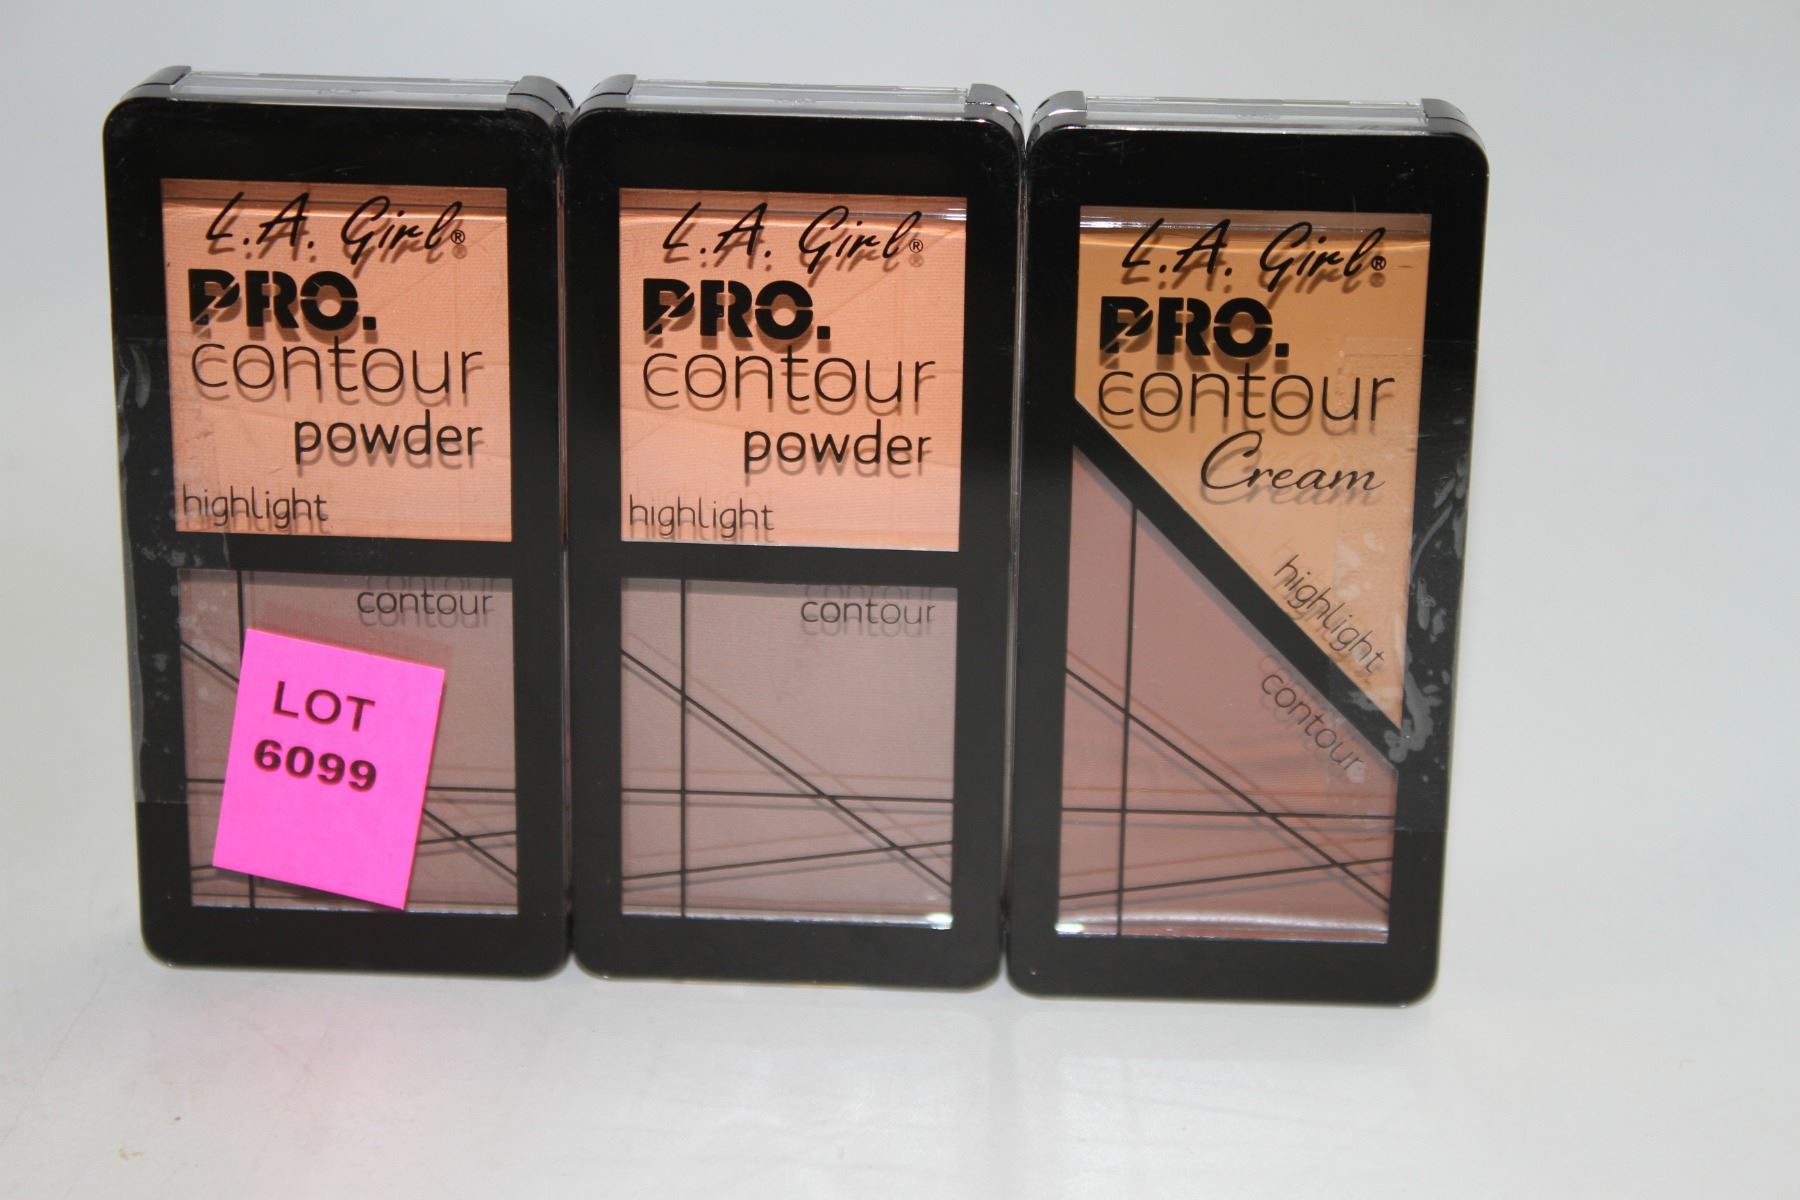 L.A. Girl®
PRO.
contour
powder
highlight
contour
LOT
6099
L.A. Girl®
PRO.
contour
powder
highlight
contour
L.A. Girl®
PRO.
contour
Cream
highlight
contour